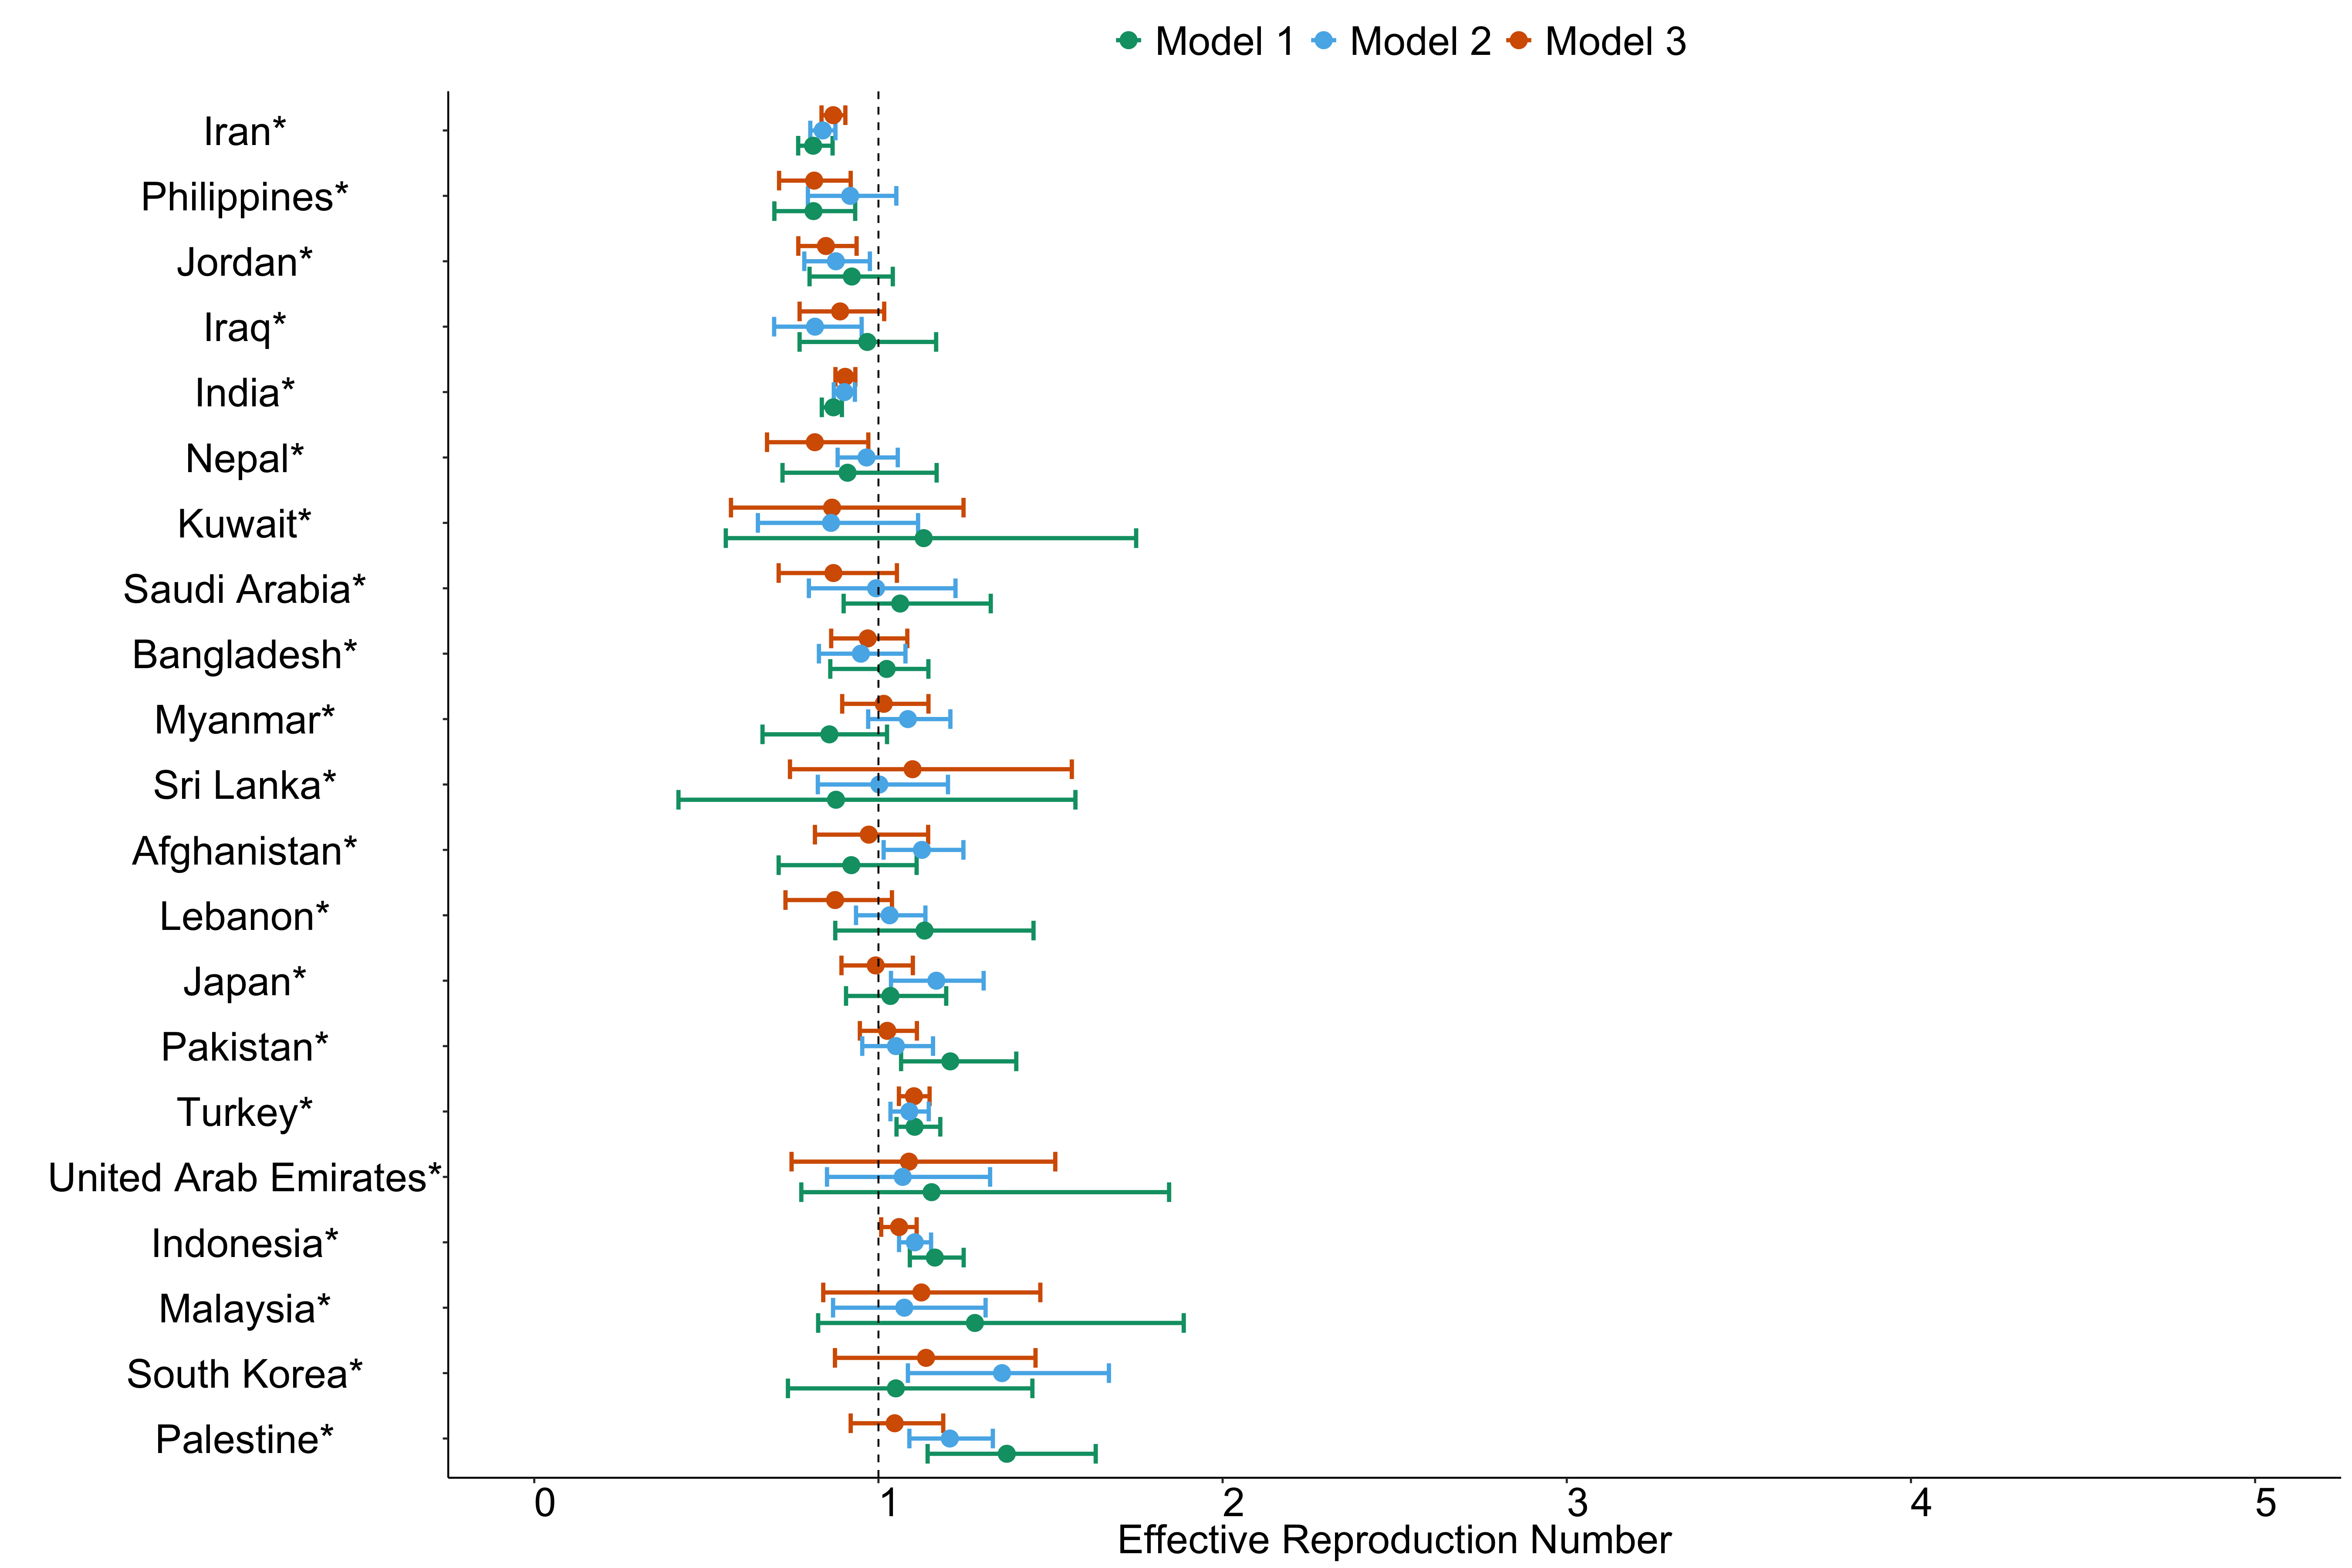 Model 1 Model 2 Model 3
Iran*
Philippines*
Jordan*
Iraq*
India*
Nepal*
Kuwait*
Saudi Arabia*
Bangladesh*
Myanmar*
Sri Lanka*
Afghanistan*
Lebanon*
Japan*
Pakistan*
Turkey*
United Arab Emirates*
Indonesia*
Malaysia*
South Korea*
Palestine*
0 1 2 3 4 5
Effective Reproduction Number